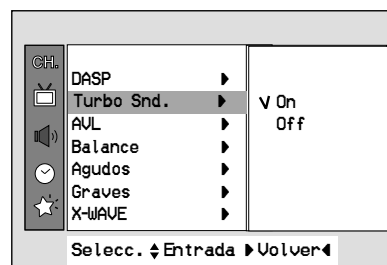 CH.
DASP
Turbo Snd.
AVL
Balance
Agudos
Graves
X-WAVE
On
Off
Selecc. Entrada Volver